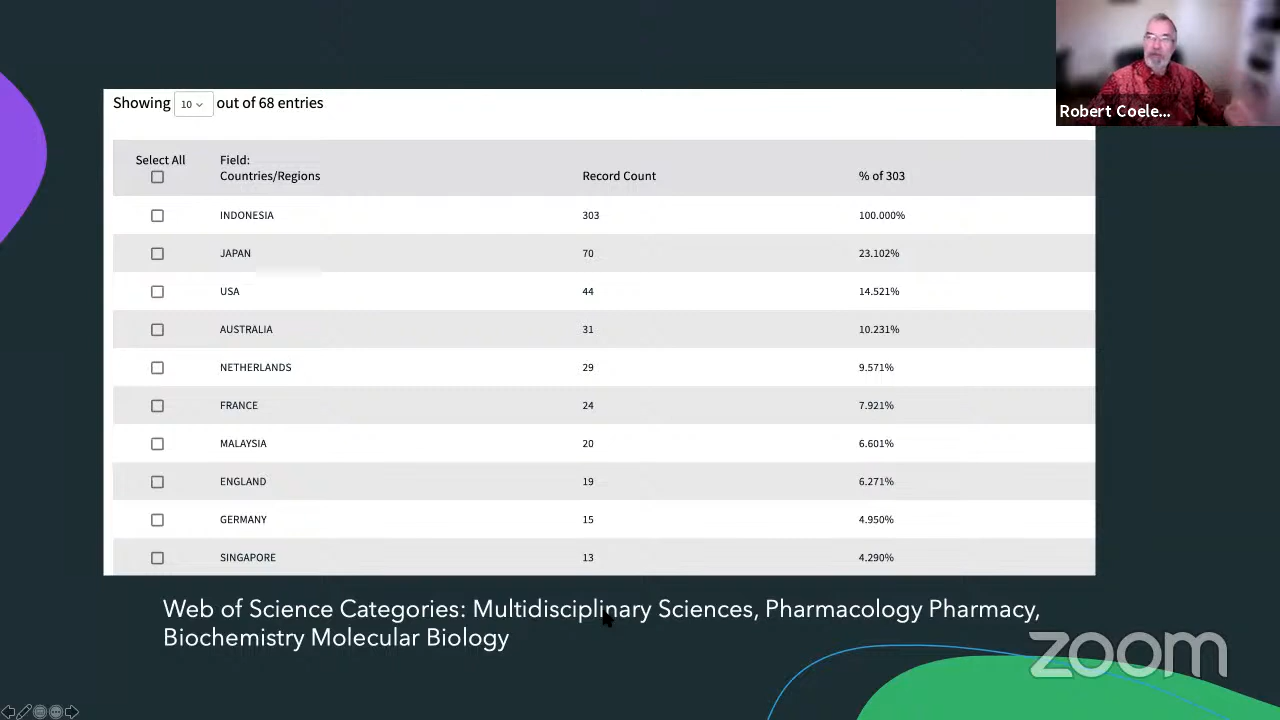 Robert Coele...
Showing 10 out of 68 entries
Select All
Field:
Countries/Regions
Record Count
% of 303
INDONESIA 303 100.000%
JAPAN 70 23.102%
USA 44 14.521%
AUSTRALIA 31 10.231%
NETHERLANDS 29 9.571%
FRANCE 24 7.921%
MALAYSIA 20 6.601%
ENGLAND 19 6.271%
GERMANY 15 4.950%
SINGAPORE 13 4.290%
Web of Science Categories: Multidisciplinary Sciences, Pharmacology Pharmacy,
Biochemistry Molecular Biology
zoom